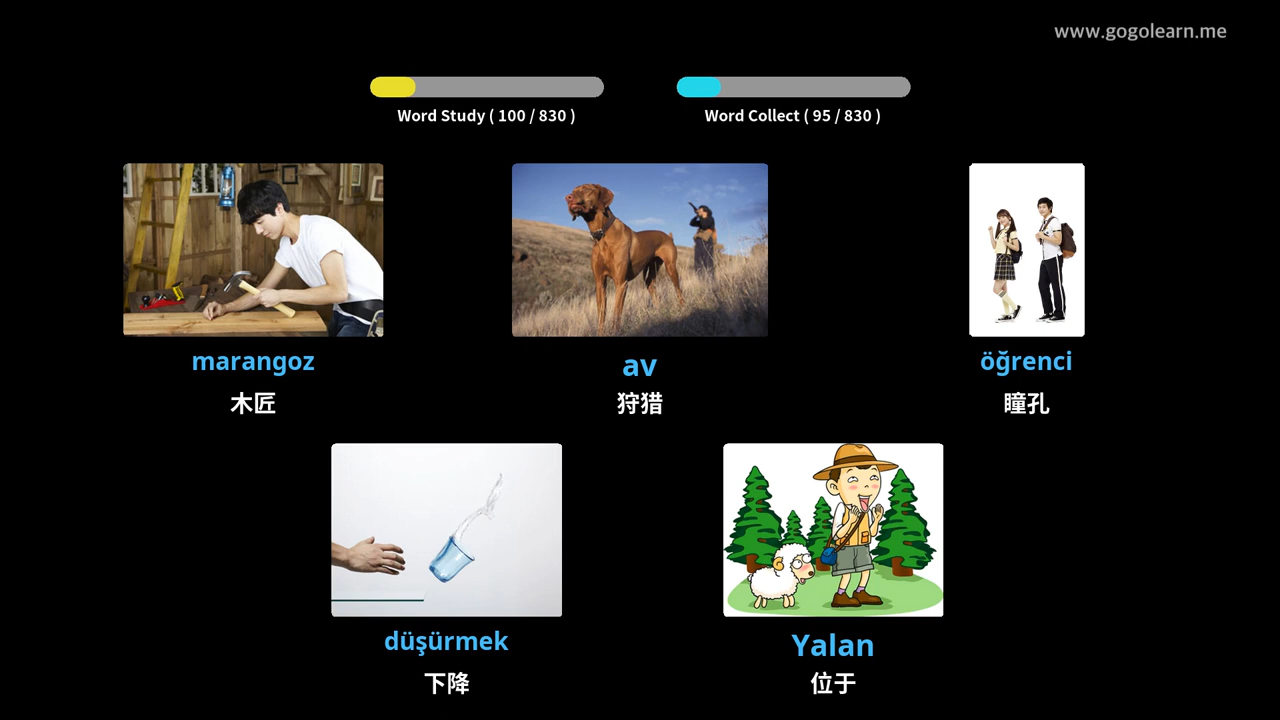 www.gogolearn.me
Word Study ( 100 / 830 )
Word Collect ( 95 / 830 )
marangoz
木匠
av
狩猎
öğrenci
瞳孔
düşürmek
下降
Yalan
位于